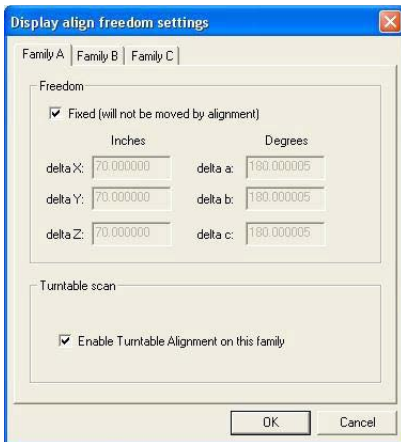 Display align freedom settings
Family A Family B Family C
Freedom
Fixed (will not be moved by alignment)
Inches Degrees
delta X: 70.000000 delta a: 180.000005
delta Y: 70.000000 delta b: 180.000005
delta Z: 70.000000 delta c: 180.000005
Turntable scan
Enable Turntable Alignment on this family
OK Cancel